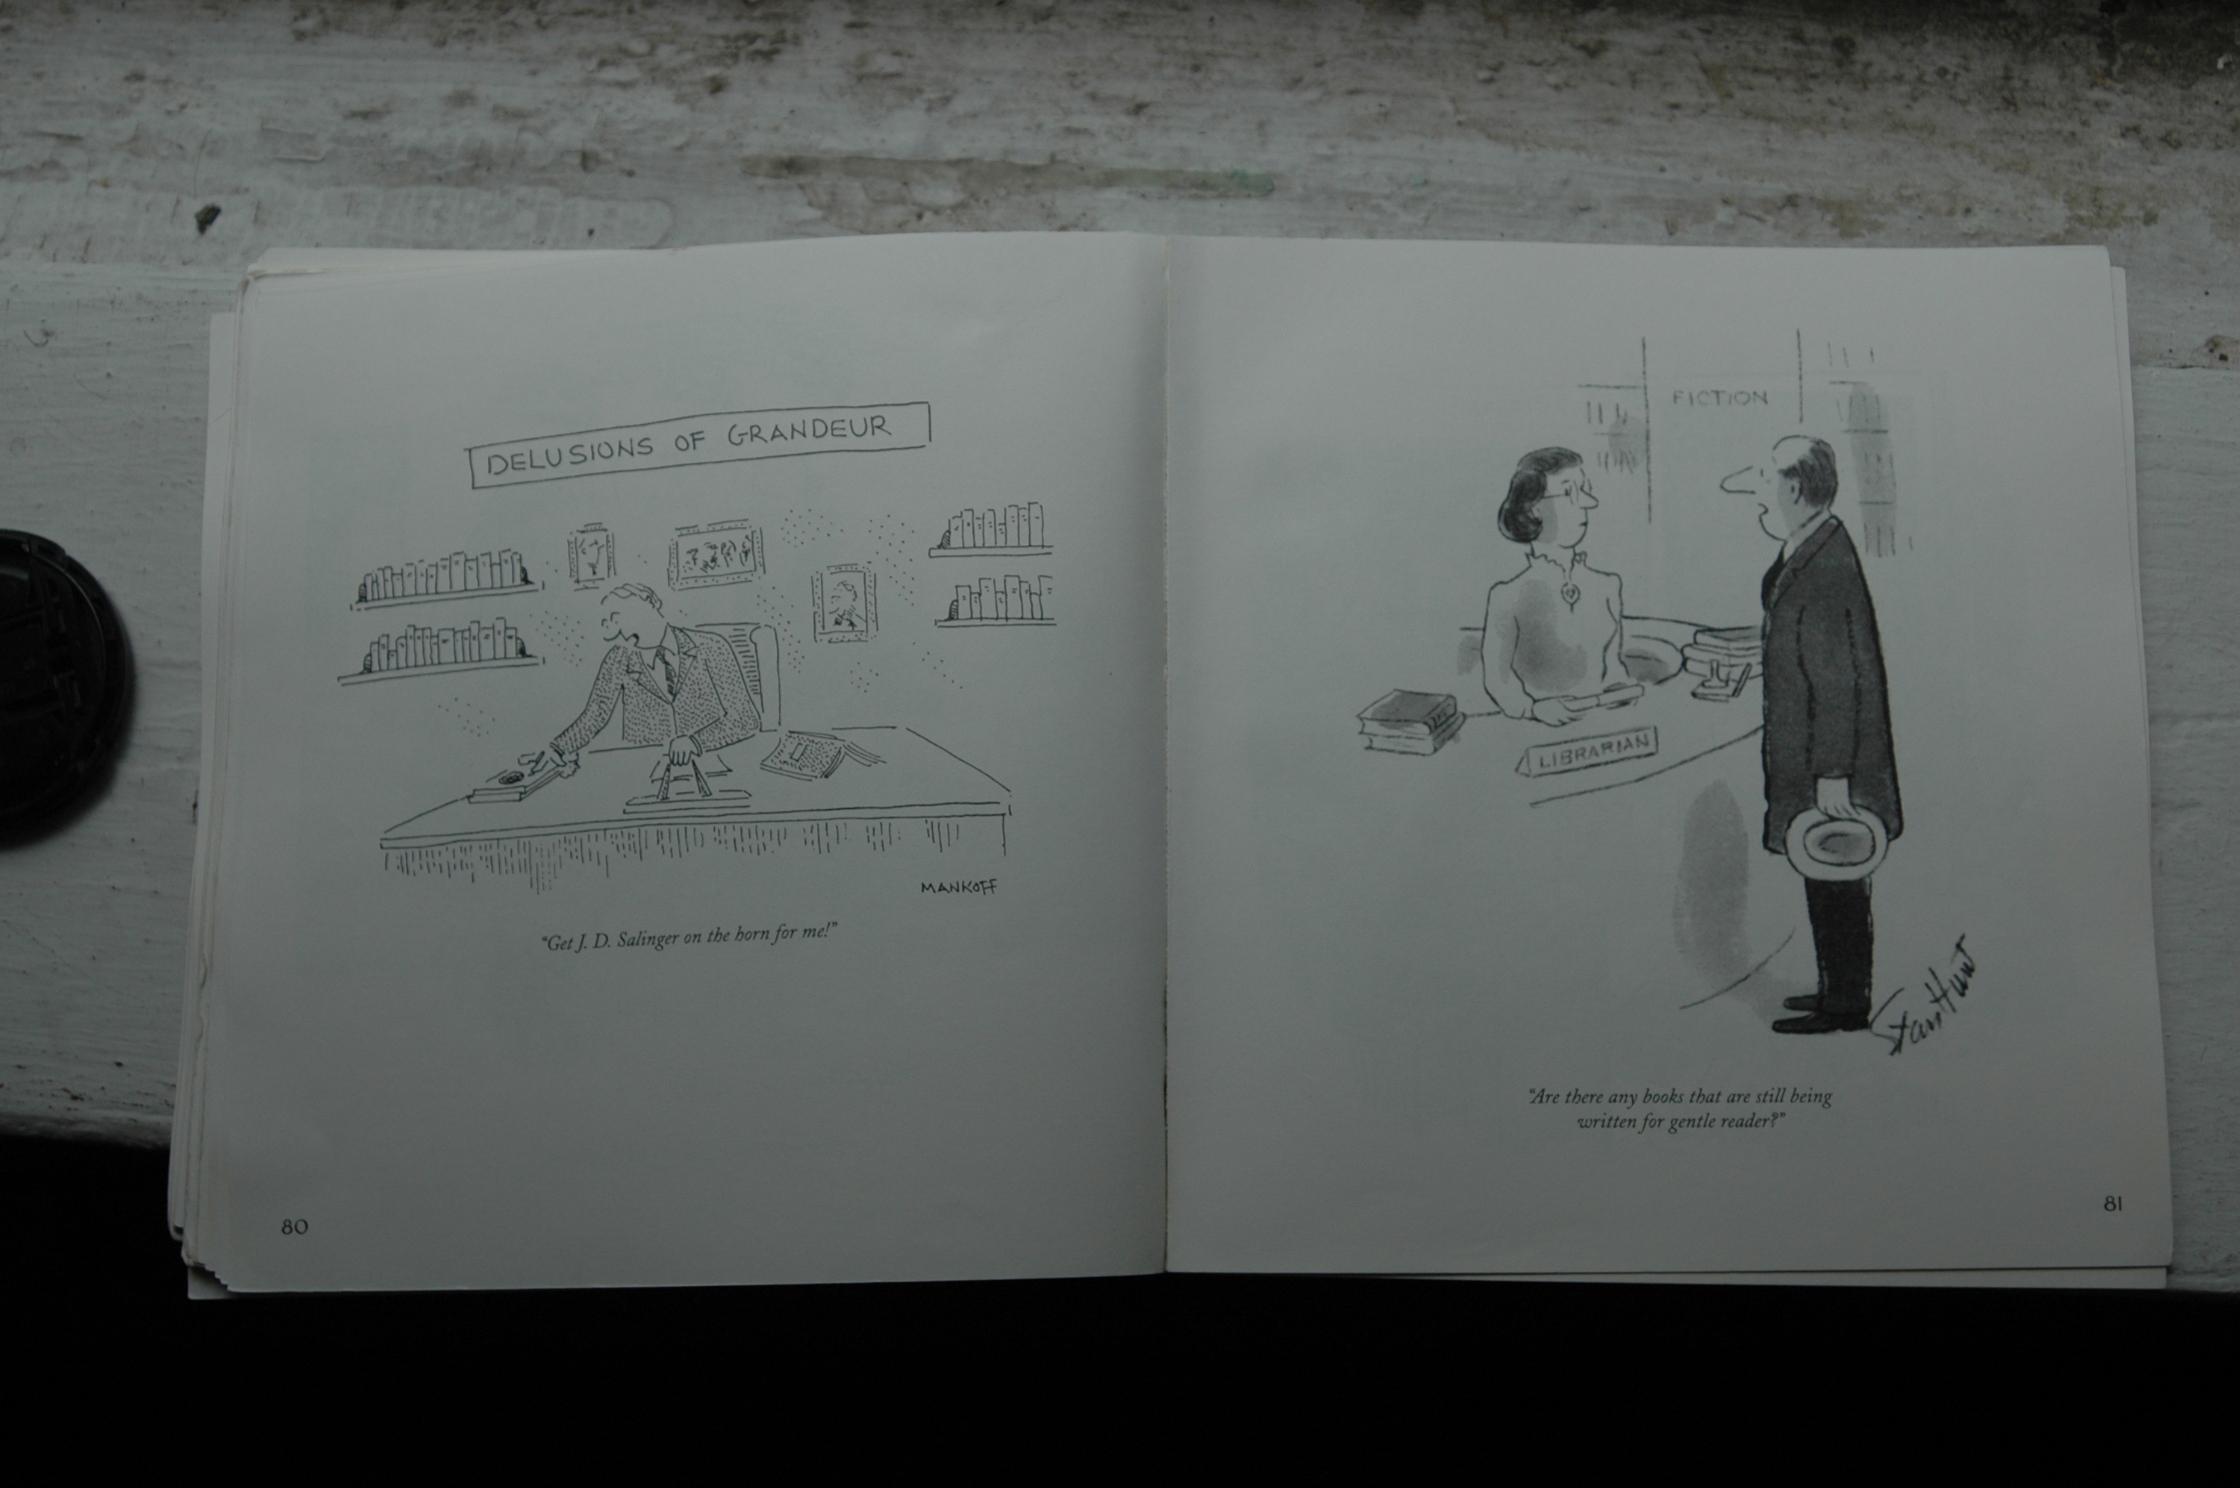 DELUSIONS OF GRANDEUR
MANKOFF
"Get J. D. Salinger on the horn for me!"
80
FICTION
LIBRARIAN
Stan Hunt
"Are there any books that are still being
written for gentle reader?"
81